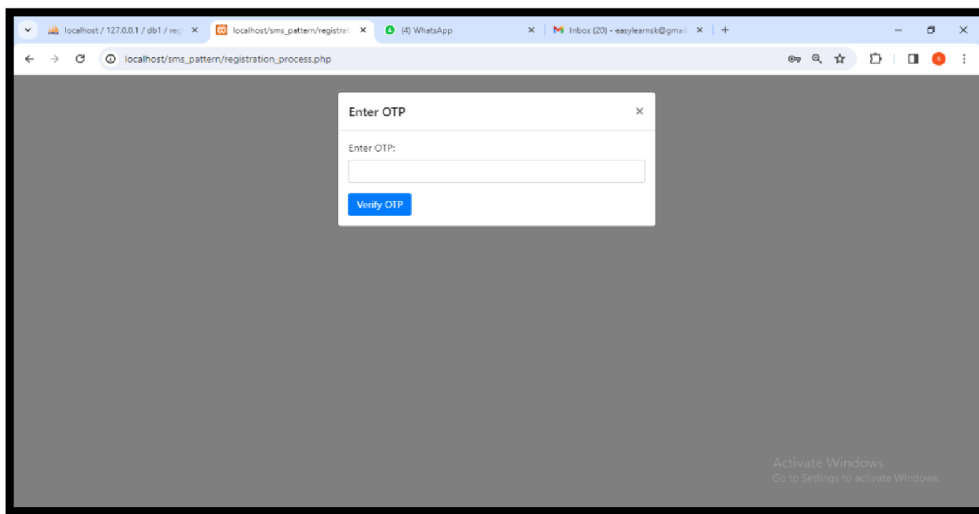 localhost / 127.0.0.1 / db1 / reg
localhost/sms_pattern/registrati
(4) WhatsApp
Inbox (20) - easylearnsk@gmai
localhost/sms_pattern/registration_process.php
Enter OTP
Enter OTP:
Verify OTP
Activate Windows
Go to Settings to activate Windows.